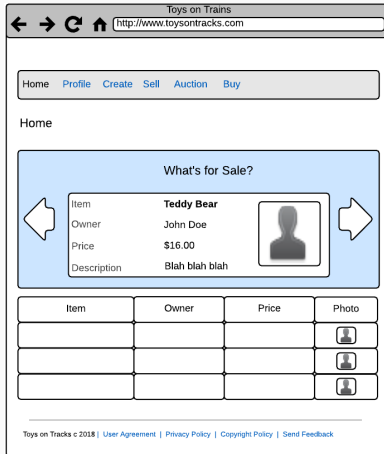 Toys on Trains
http://www.toysontracks.com
Home Profile Create Sell Auction Buy
Home
What's for Sale?
Item Teddy Bear
Owner John Doe
Price $16.00
Description Blah blah blah
Item Owner Price Photo
Toys on Tracks c 2018 | User Agreement | Privacy Policy | Copyright Policy | Send Feedback